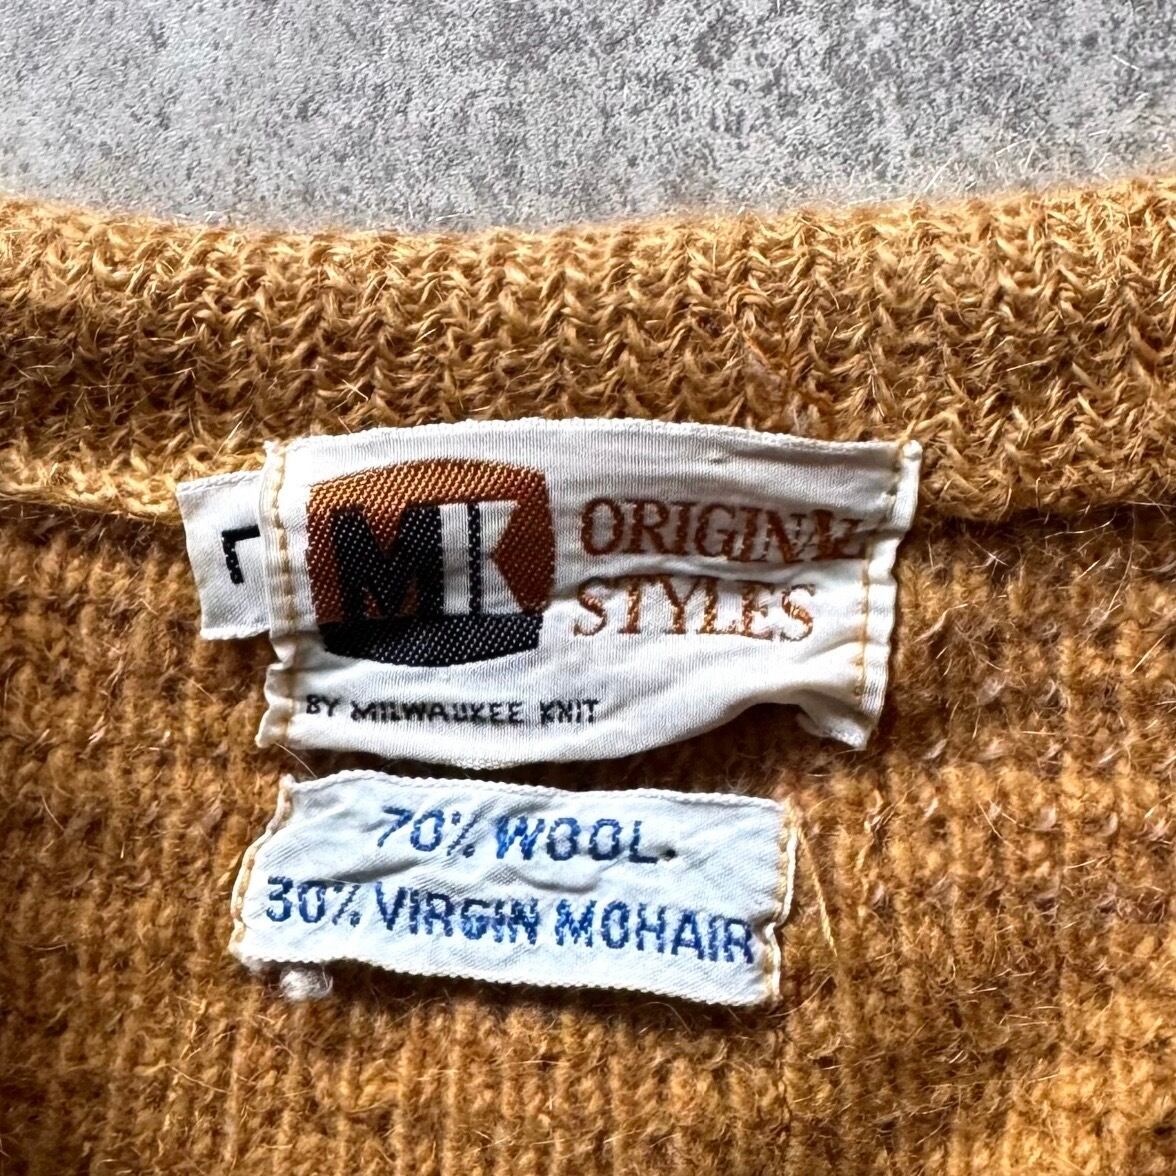 L
MK
ORIGINAL
STYLES
BY MILWAUKEE KNIT
70% WOOL.
30% VIRGIN MOHAIR